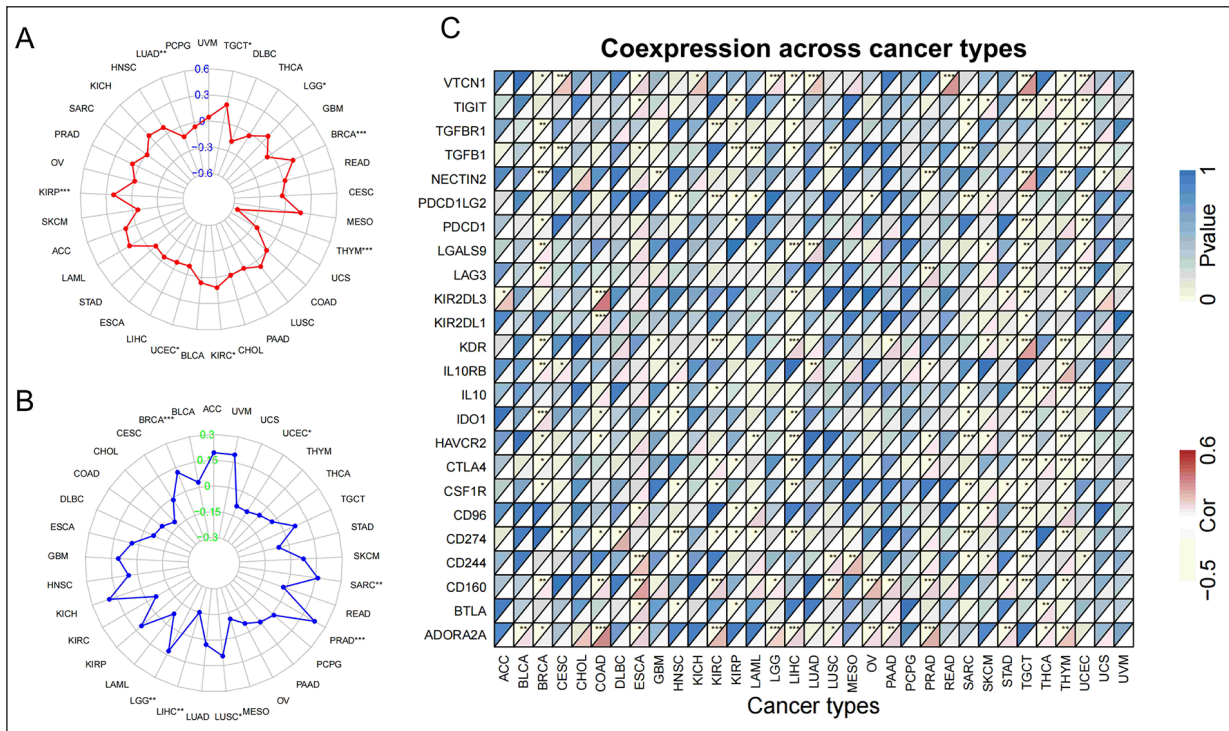 A
UVM
TGCT*
DLBC
THCA
LGG*
GBM
BRCA***
READ
CESC
MESO
THYM***
UCS
COAD
LUSC
PAAD
CHOL
KIRC*
BLCA
UCEC*
LIHC
ESCA
STAD
LAML
ACC
SKCM
KIRP***
OV
PRAD
SARC
KICH
HNSC
LUAD**
PCPG
0.6
0.3
0
-0.3
-0.6
B
ACC
UVM
UCS
UCEC*
THYM
THCA
TGCT
STAD
SKCM
SARC**
READ
PRAD***
PCPG
PAAD
OV
MESO
LUSC*
LUAD
LIHC**
LGG**
LAML
KIRP
KIRC
KICH
HNSC
GBM
ESCA
DLBC
COAD
CHOL
CESC
BRCA***
BLCA
0.3
0.15
0
-0.15
-0.3
C
Coexpression across cancer types
VTCN1
TIGIT
TGFBR1
TGFB1
NECTIN2
PDCD1LG2
PDCD1
LGALS9
LAG3
KIR2DL3
KIR2DL1
KDR
IL10RB
IL10
IDO1
HAVCR2
CTLA4
CSF1R
CD96
CD274
CD244
CD160
BTLA
ADORA2A
ACC
BLCA
BRCA
CESC
CHOL
COAD
DLBC
ESCA
GBM
HNSC
KICH
KIRC
KIRP
LAML
LGG
LIHC
LUAD
LUSC
MESO
OV
PAAD
PCPG
PRAD
READ
SARC
SKCM
STAD
TGCT
THCA
THYM
UCEC
UCS
UVM
Cancer types
0 Pvalue 1
−0.5 Cor 0.6